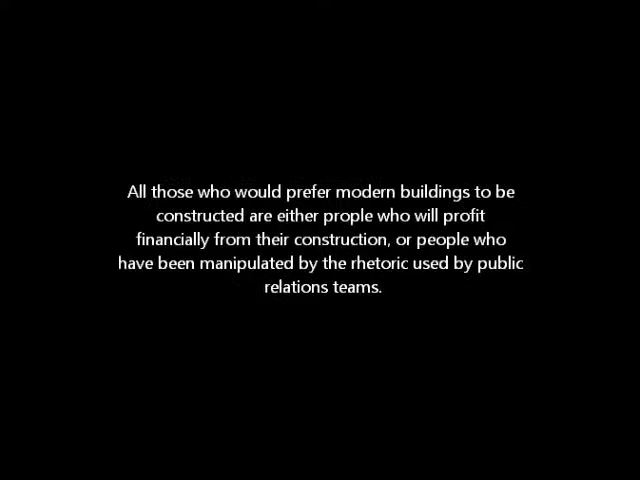 All those who would prefer modern buildings to be
constructed are either prople who will profit
financially from their construction, or people who
have been manipulated by the rhetoric used by public
relations teams.